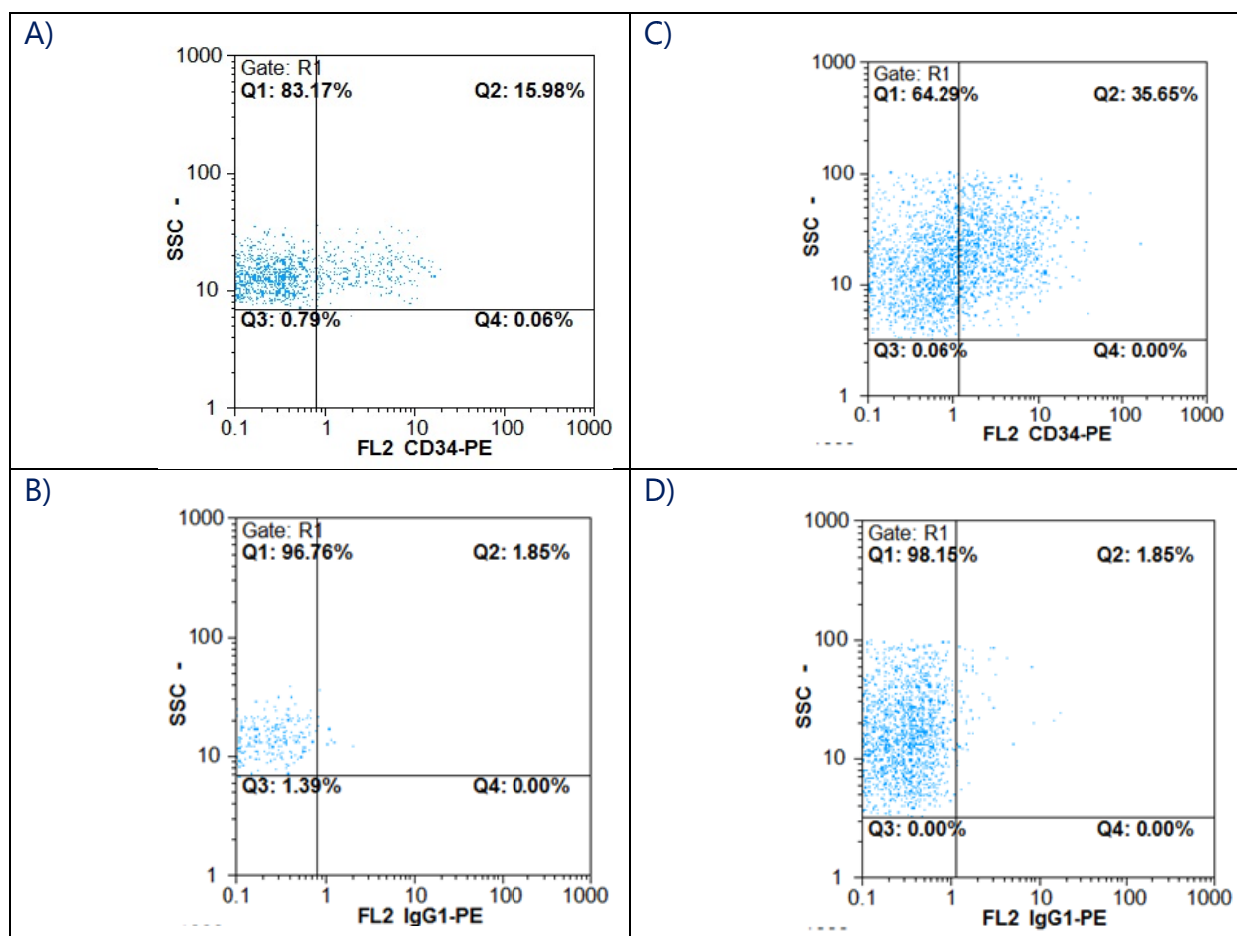 A)
Gate: R1
Q1: 83.17% Q2: 15.98%
1000
100
10
1
SSC -
Q3: 0.79% Q4: 0.06%
0.1 1 10 100 1000
FL2 CD34-PE
C)
Gate: R1
Q1: 64.29% Q2: 35.65%
1000
100
10
1
SSC -
Q3: 0.06% Q4: 0.00%
0.1 1 10 100 1000
FL2 CD34-PE
B)
Gate: R1
Q1: 96.76% Q2: 1.85%
1000
100
10
1
SSC -
Q3: 1.39% Q4: 0.00%
0.1 1 10 100 1000
FL2 IgG1-PE
D)
Gate: R1
Q1: 98.15% Q2: 1.85%
1000
100
10
1
SSC -
Q3: 0.00% Q4: 0.00%
0.1 1 10 100 1000
FL2 IgG1-PE